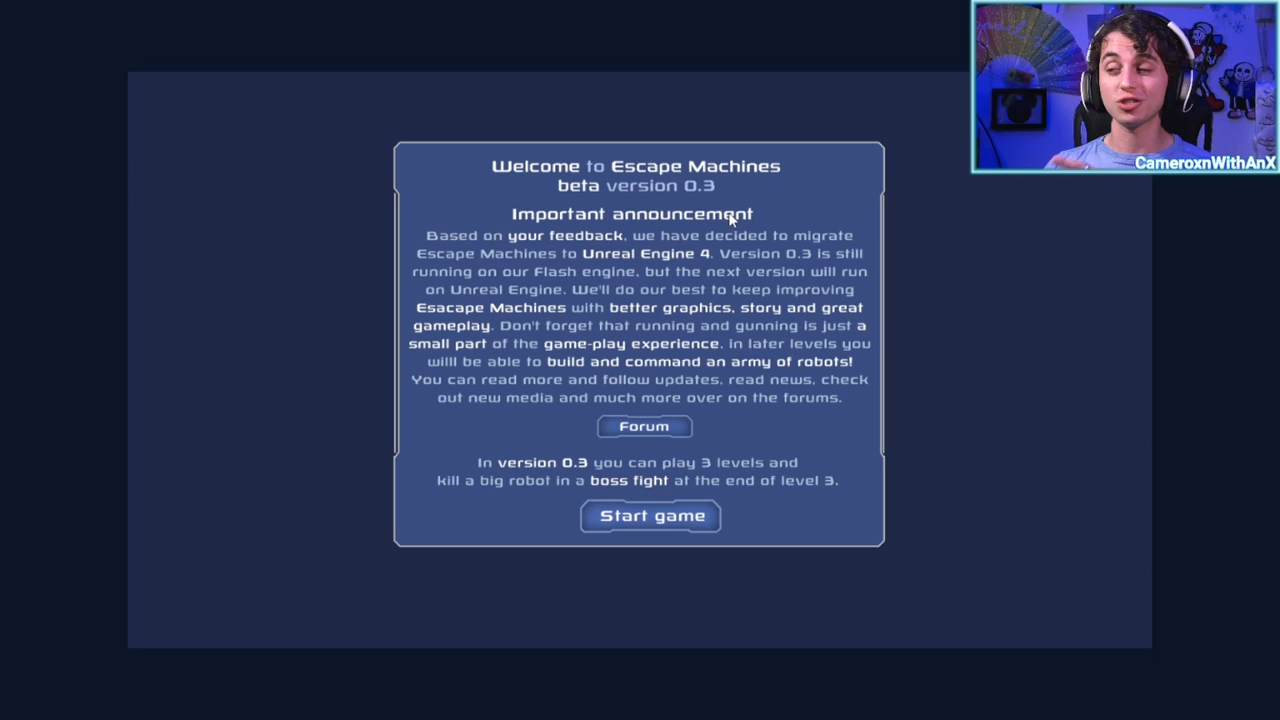 CameroxnWithAnX
Welcome to Escape Machines
beta version 0.3
Important announcement
Based on your feedback, we have decided to migrate
Escape Machines to Unreal Engine 4. Version 0.3 is still
running on our Flash engine, but the next version will run
on Unreal Engine. We'll do our best to keep improving
Esacape Machines with better graphics, story and great
gameplay. Don't forget that running and gunning is just a
small part of the game-play experience, in later levels you
willl be able to build and command an army of robots!
You can read more and follow updates, read news, check
out new media and much more over on the forums.
Forum
In version 0.3 you can play 3 levels and
kill a big robot in a boss fight at the end of level 3.
Start game